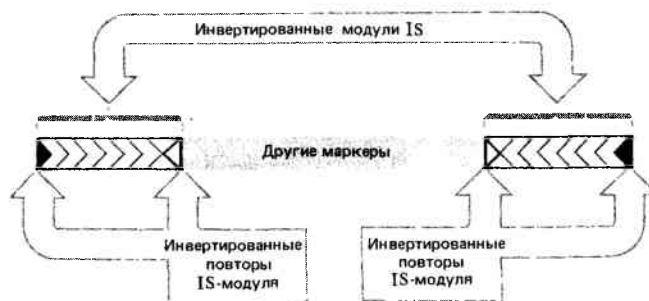 Инвертированные модули IS
Другие маркеры
Инвертированные
повторы
IS-модуля
Инвертированные
повторы
IS-модуля